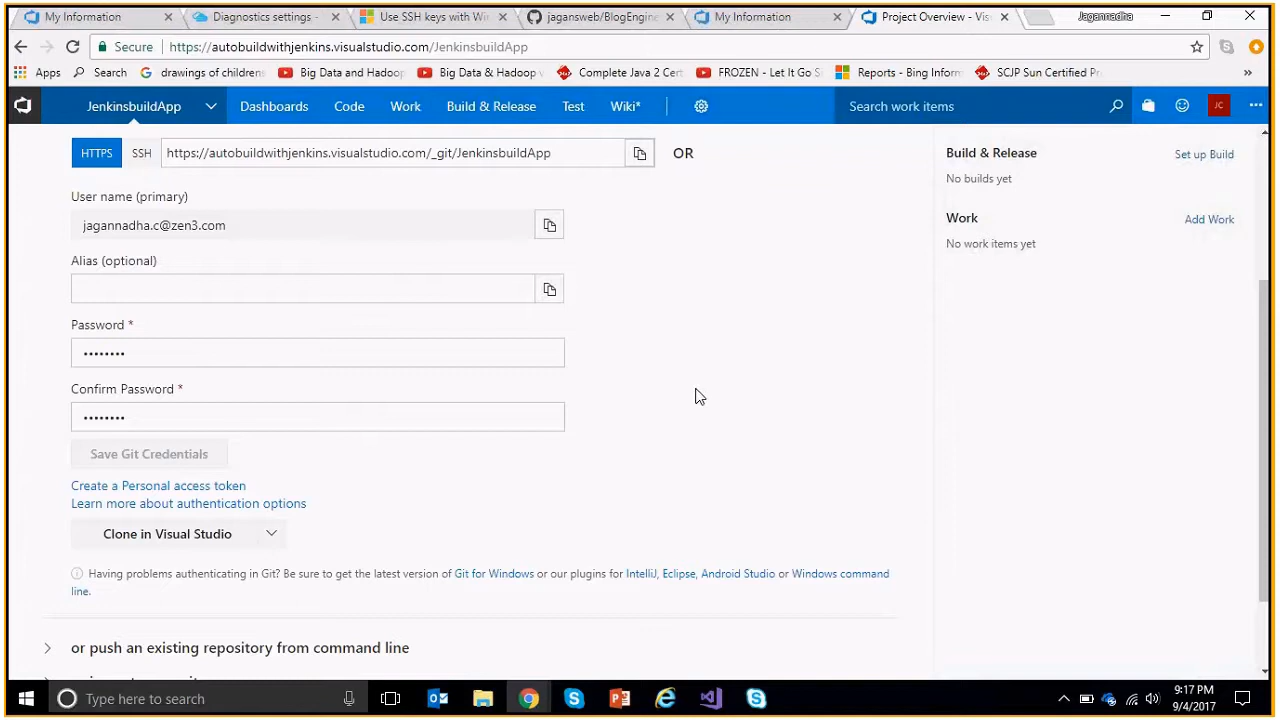 My Information
Diagnostics settings -
Use SSH keys with Wi
jagansweb/BlogEngine
My Information
Project Overview - Vis
Jagannadha
Secure
https://autobuildwithjenkins.visualstudio.com/JenkinsbuildApp
Apps
Search
drawings of childrens
Big Data and Hadoop
Big Data & Hadoop v
Complete Java 2 Cert
FROZEN - Let It Go S
Reports - Bing Inform
SCJP Sun Certified Pr
»
JenkinsbuildApp
Dashboards
Code
Work
Build & Release
Test
Wiki*
Search work items
JC
HTTPS
SSH
https://autobuildwithjenkins.visualstudio.com/_git/JenkinsbuildApp
OR
Build & Release
Set up Build
No builds yet
User name (primary)
Work
Add Work
jagannadha.c@zen3.com
No work items yet
Alias (optional)
Password *
••••••••
Confirm Password *
••••••••
Save Git Credentials
Create a Personal access token
Learn more about authentication options
Clone in Visual Studio
Having problems authenticating in Git? Be sure to get the latest version of Git for Windows or our plugins for IntelliJ, Eclipse, Android Studio or Windows command
line.
or push an existing repository from command line
Type here to search
9:17 PM
9/4/2017